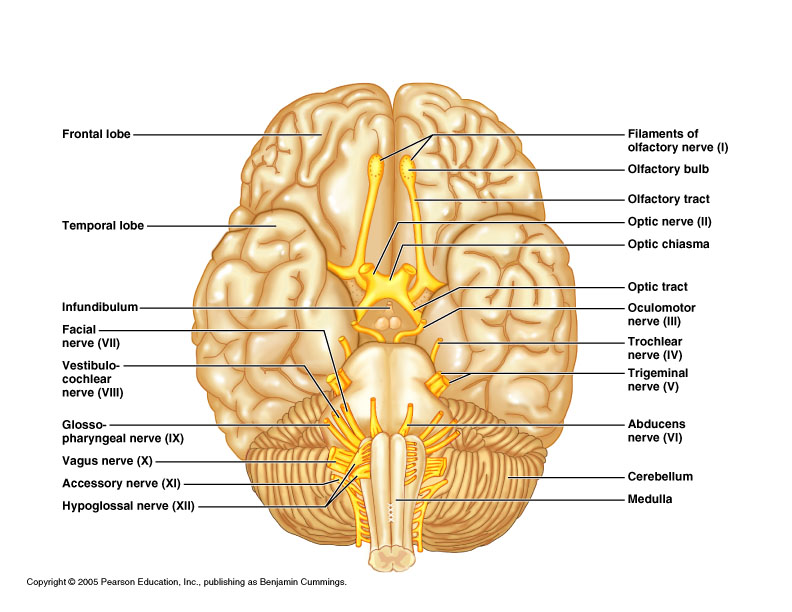 Frontal lobe
Temporal lobe
Infundibulum
Facial
nerve (VII)
Vestibulo-
cochlear
nerve (VIII)
Glosso-
pharyngeal nerve (IX)
Vagus nerve (X)
Accessory nerve (XI)
Hypoglossal nerve (XII)
Filaments of
olfactory nerve (I)
Olfactory bulb
Olfactory tract
Optic nerve (II)
Optic chiasma
Optic tract
Oculomotor
nerve (III)
Trochlear
nerve (IV)
Trigeminal
nerve (V)
Abducens
nerve (VI)
Cerebellum
Medulla
Copyright © 2005 Pearson Education, Inc., publishing as Benjamin Cummings.